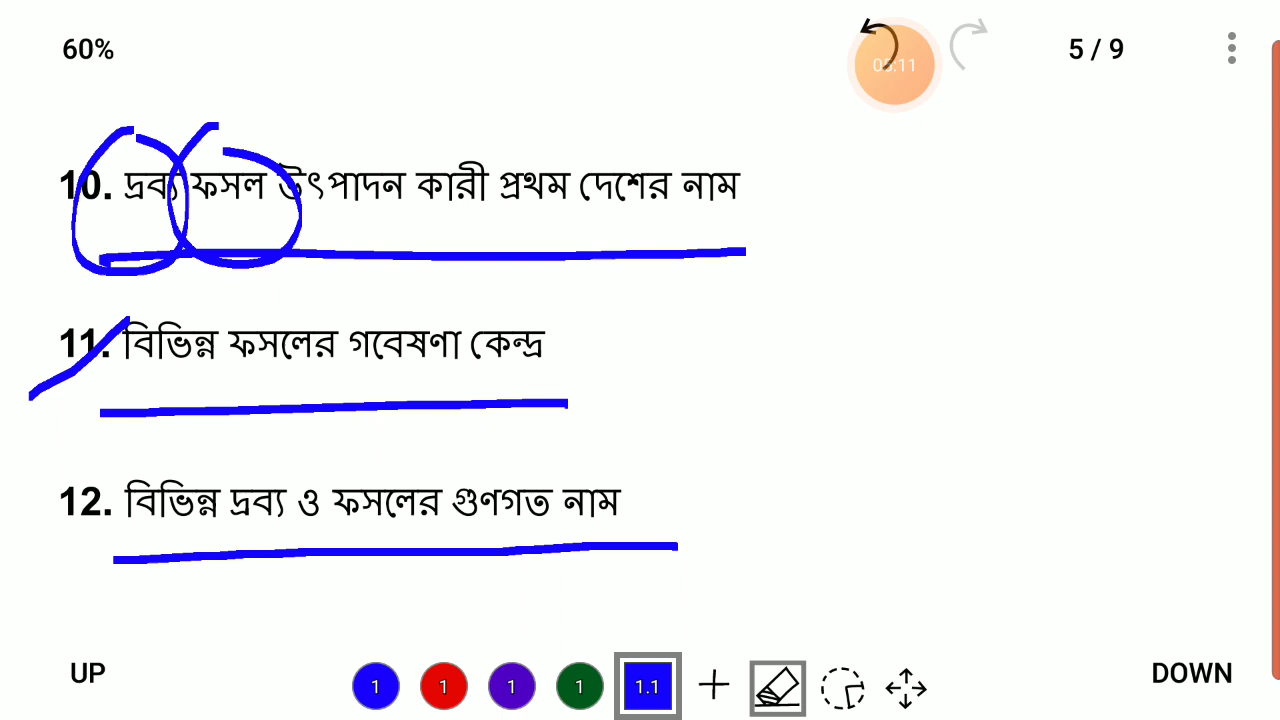 60%
05:11
5 / 9
10. দ্রব্য ফসল উৎপাদন কারী প্রথম দেশের নাম
11. বিভিন্ন ফসলের গবেষণা কেন্দ্র
12. বিভিন্ন দ্রব্য ও ফসলের গুণগত নাম
UP
1 1 1 1 1.1
DOWN